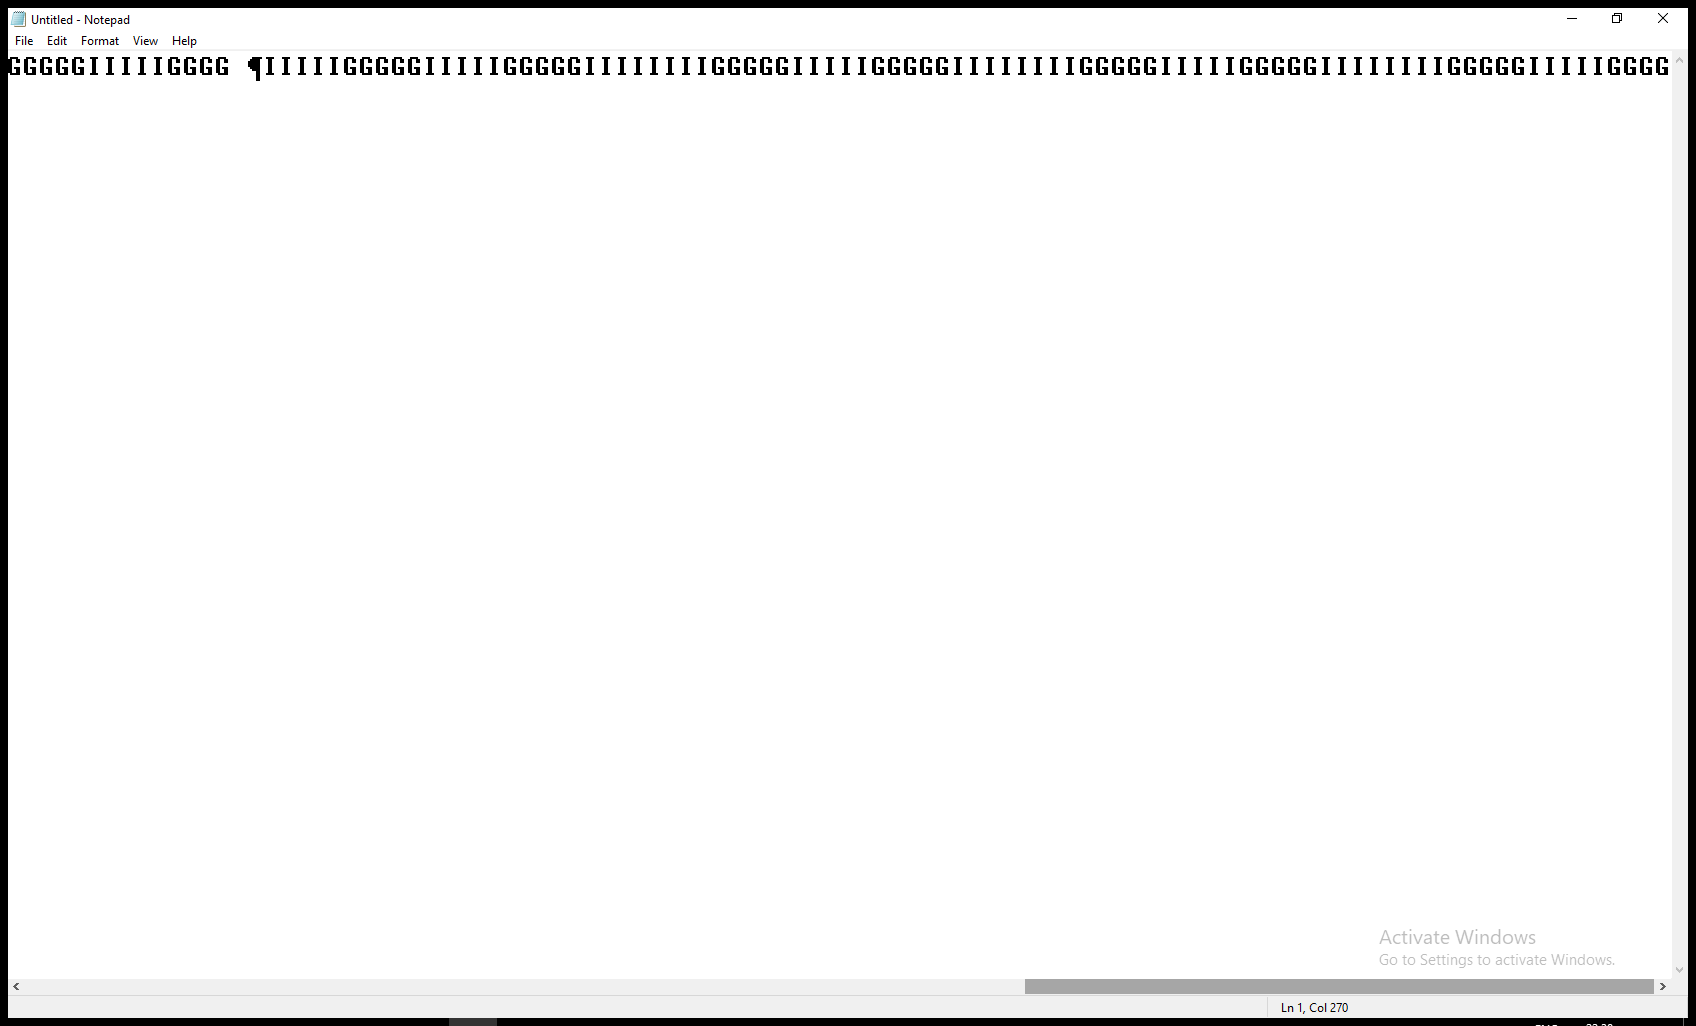 Untitled - Notepad
File Edit Format View Help
GGGGGIIIIIGGGG ¶IIIIIGGGGGIIIIIGGGGGIIIIIIIIGGGGGIIIIIGGGGGIIIIIIIIGGGGGIIIIIGGGGGIIIIIIIIGGGGGIIIIIGGGG
Activate Windows
Go to Settings to activate Windows.
Ln 1, Col 270